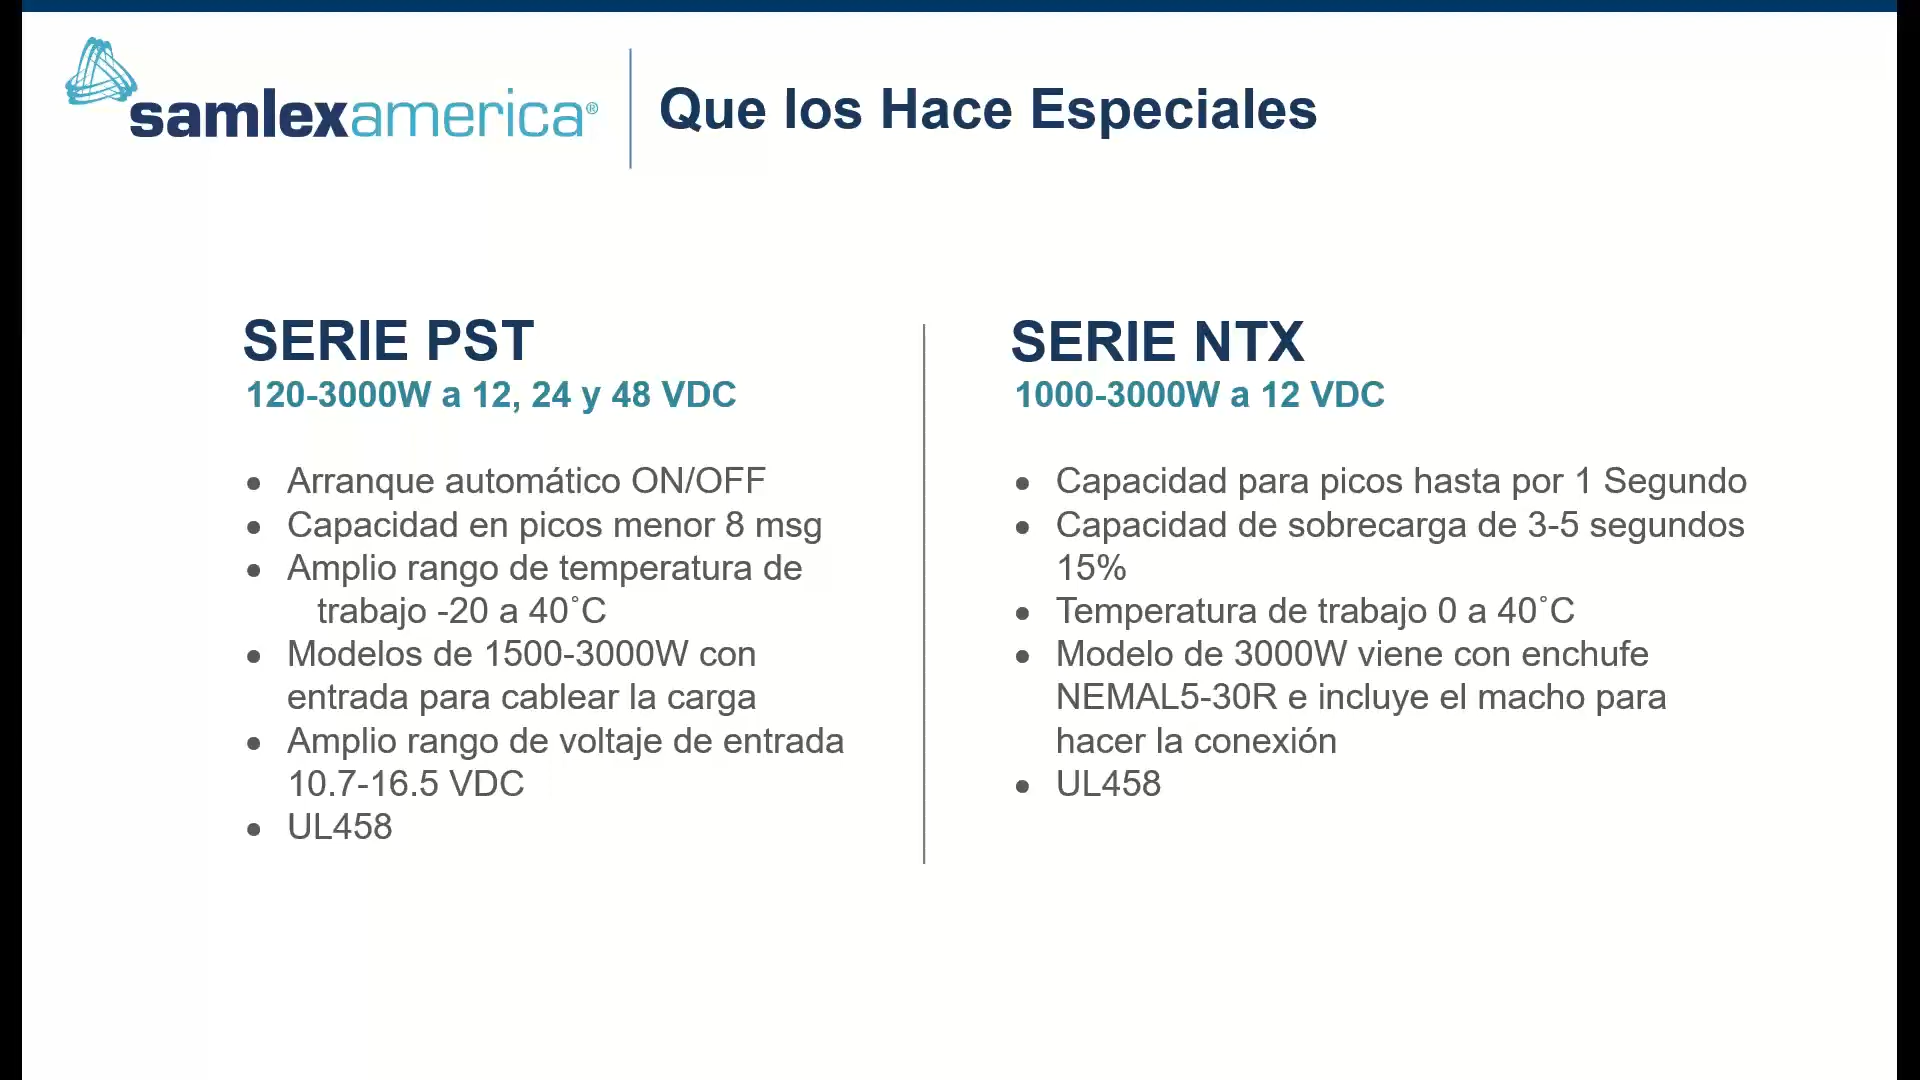 samlexamerica®
Que los Hace Especiales
SERIE PST
120-3000W a 12, 24 y 48 VDC
• Arranque automático ON/OFF
• Capacidad en picos menor 8 msg
• Amplio rango de temperatura de
trabajo -20 a 40˚C
• Modelos de 1500-3000W con
entrada para cablear la carga
• Amplio rango de voltaje de entrada
10.7-16.5 VDC
• UL458
SERIE NTX
1000-3000W a 12 VDC
• Capacidad para picos hasta por 1 Segundo
• Capacidad de sobrecarga de 3-5 segundos
15%
• Temperatura de trabajo 0 a 40˚C
• Modelo de 3000W viene con enchufe
NEMAL5-30R e incluye el macho para
hacer la conexión
• UL458